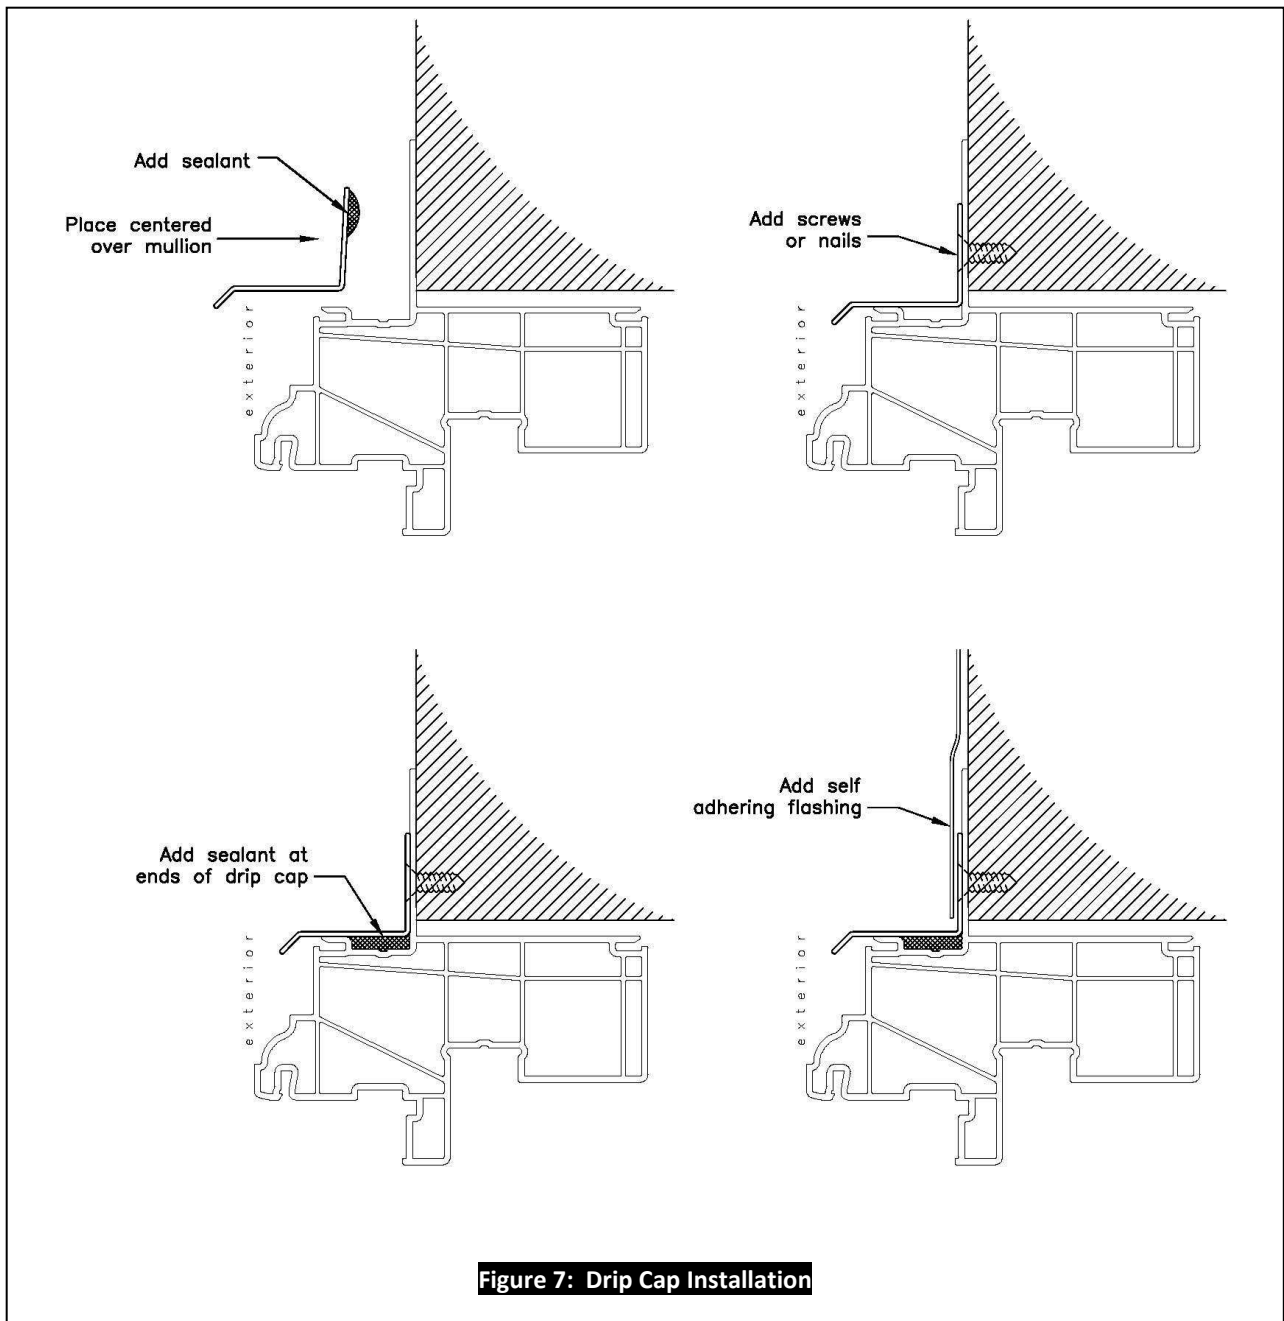 Add sealant
Place centered
over mullion
exterior
Add screws
or nails
exterior
Add sealant at
ends of drip cap
exterior
Add self
adhering flashing
exterior
Figure 7: Drip Cap Installation